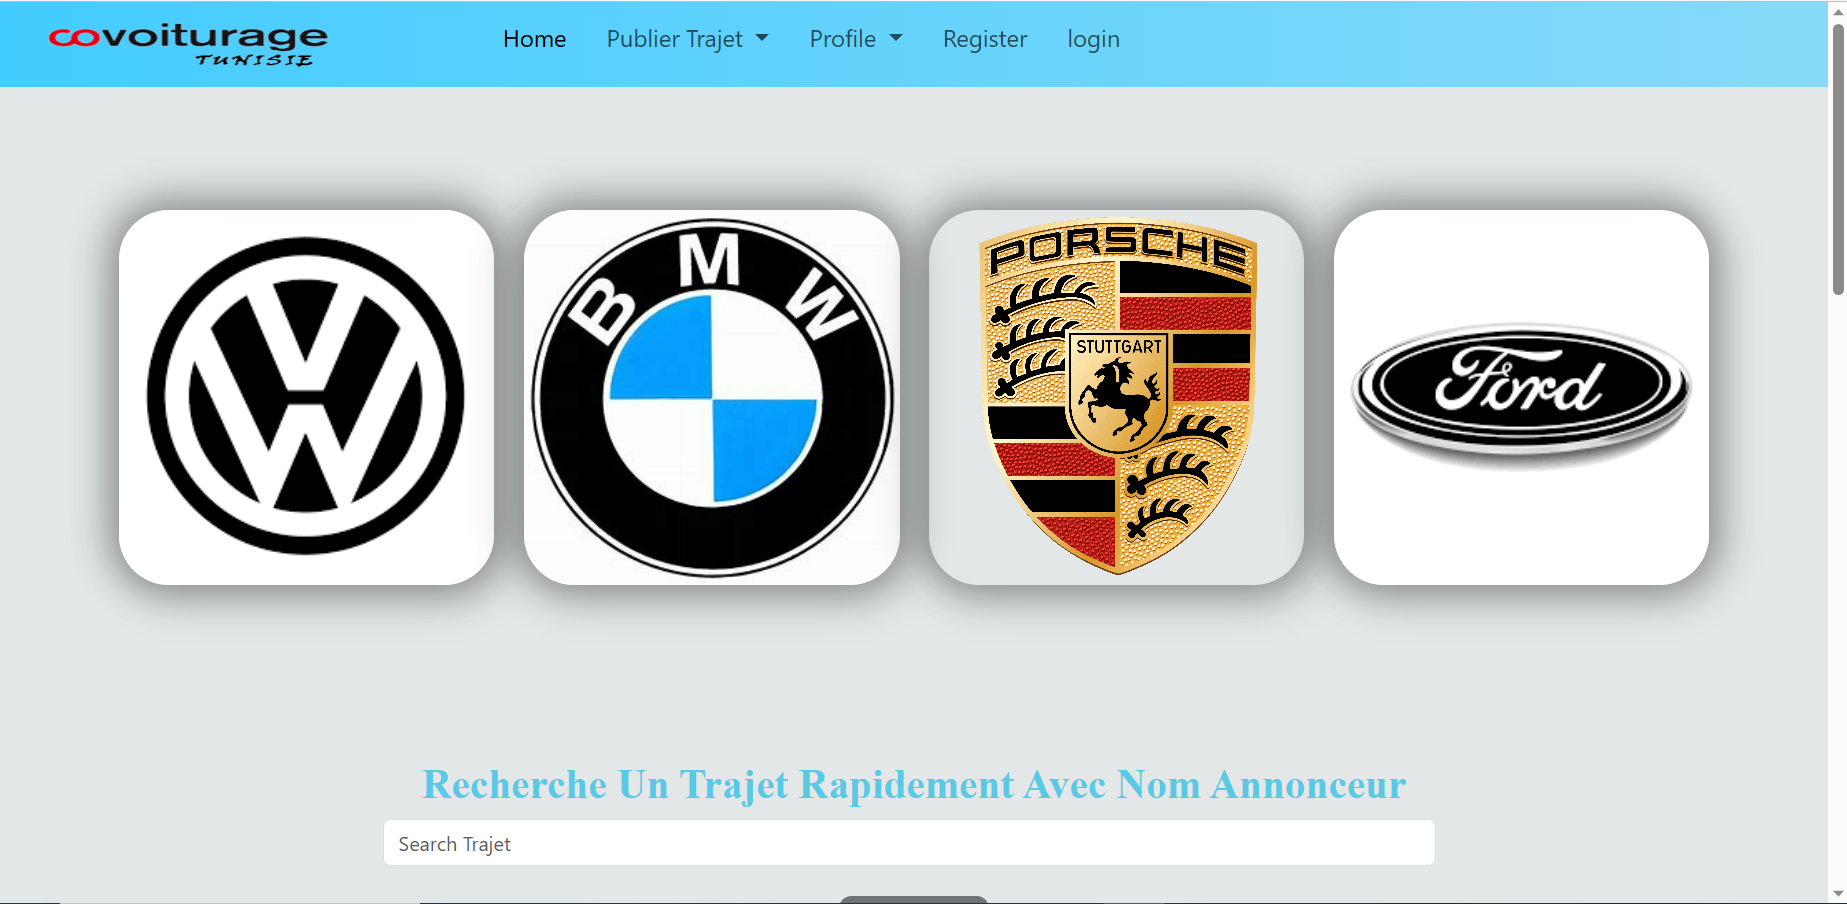 covoiturage
TUNISIE
Home
Publier Trajet
Profile
Register
login
VW
BMW
PORSCHE
STUTTGART
Ford
Recherche Un Trajet Rapidement Avec Nom Annonceur
Search Trajet